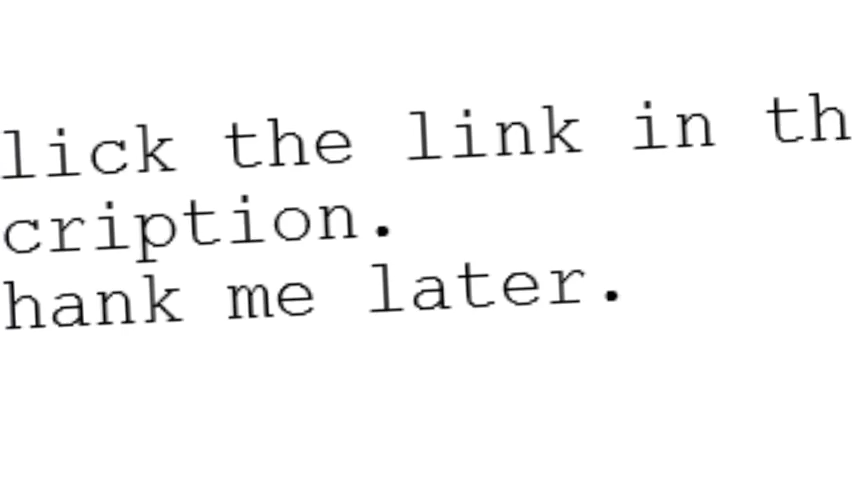 lick the link in th
cription.
hank me later.